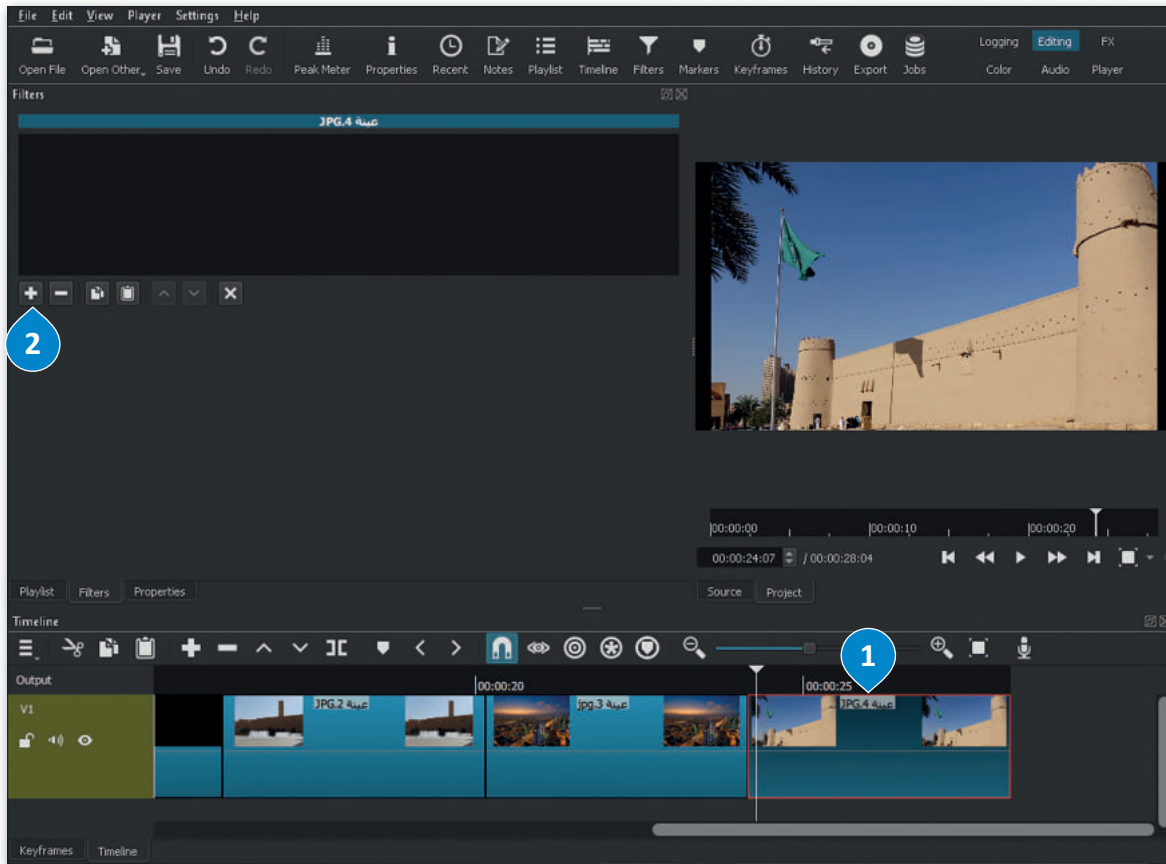 File Edit View Player Settings Help
Open File Open Other Save Undo Redo Peak Meter Properties Recent Notes Playlist Timeline Filters Markers Keyframes History Export Jobs
Logging Editing FX
Color Audio Player
Filters
عينة 4.JPG
2
|00:00:00 |00:00:10 |00:00:20
00:00:24:07 / 00:00:28:04
Playlist Filters Properties
Source Project
Timeline
1
Output
|00:00:20 |00:00:25
V1
عينة 2.JPG
عينة 3.jpg
عينة 4.JPG
Keyframes Timeline